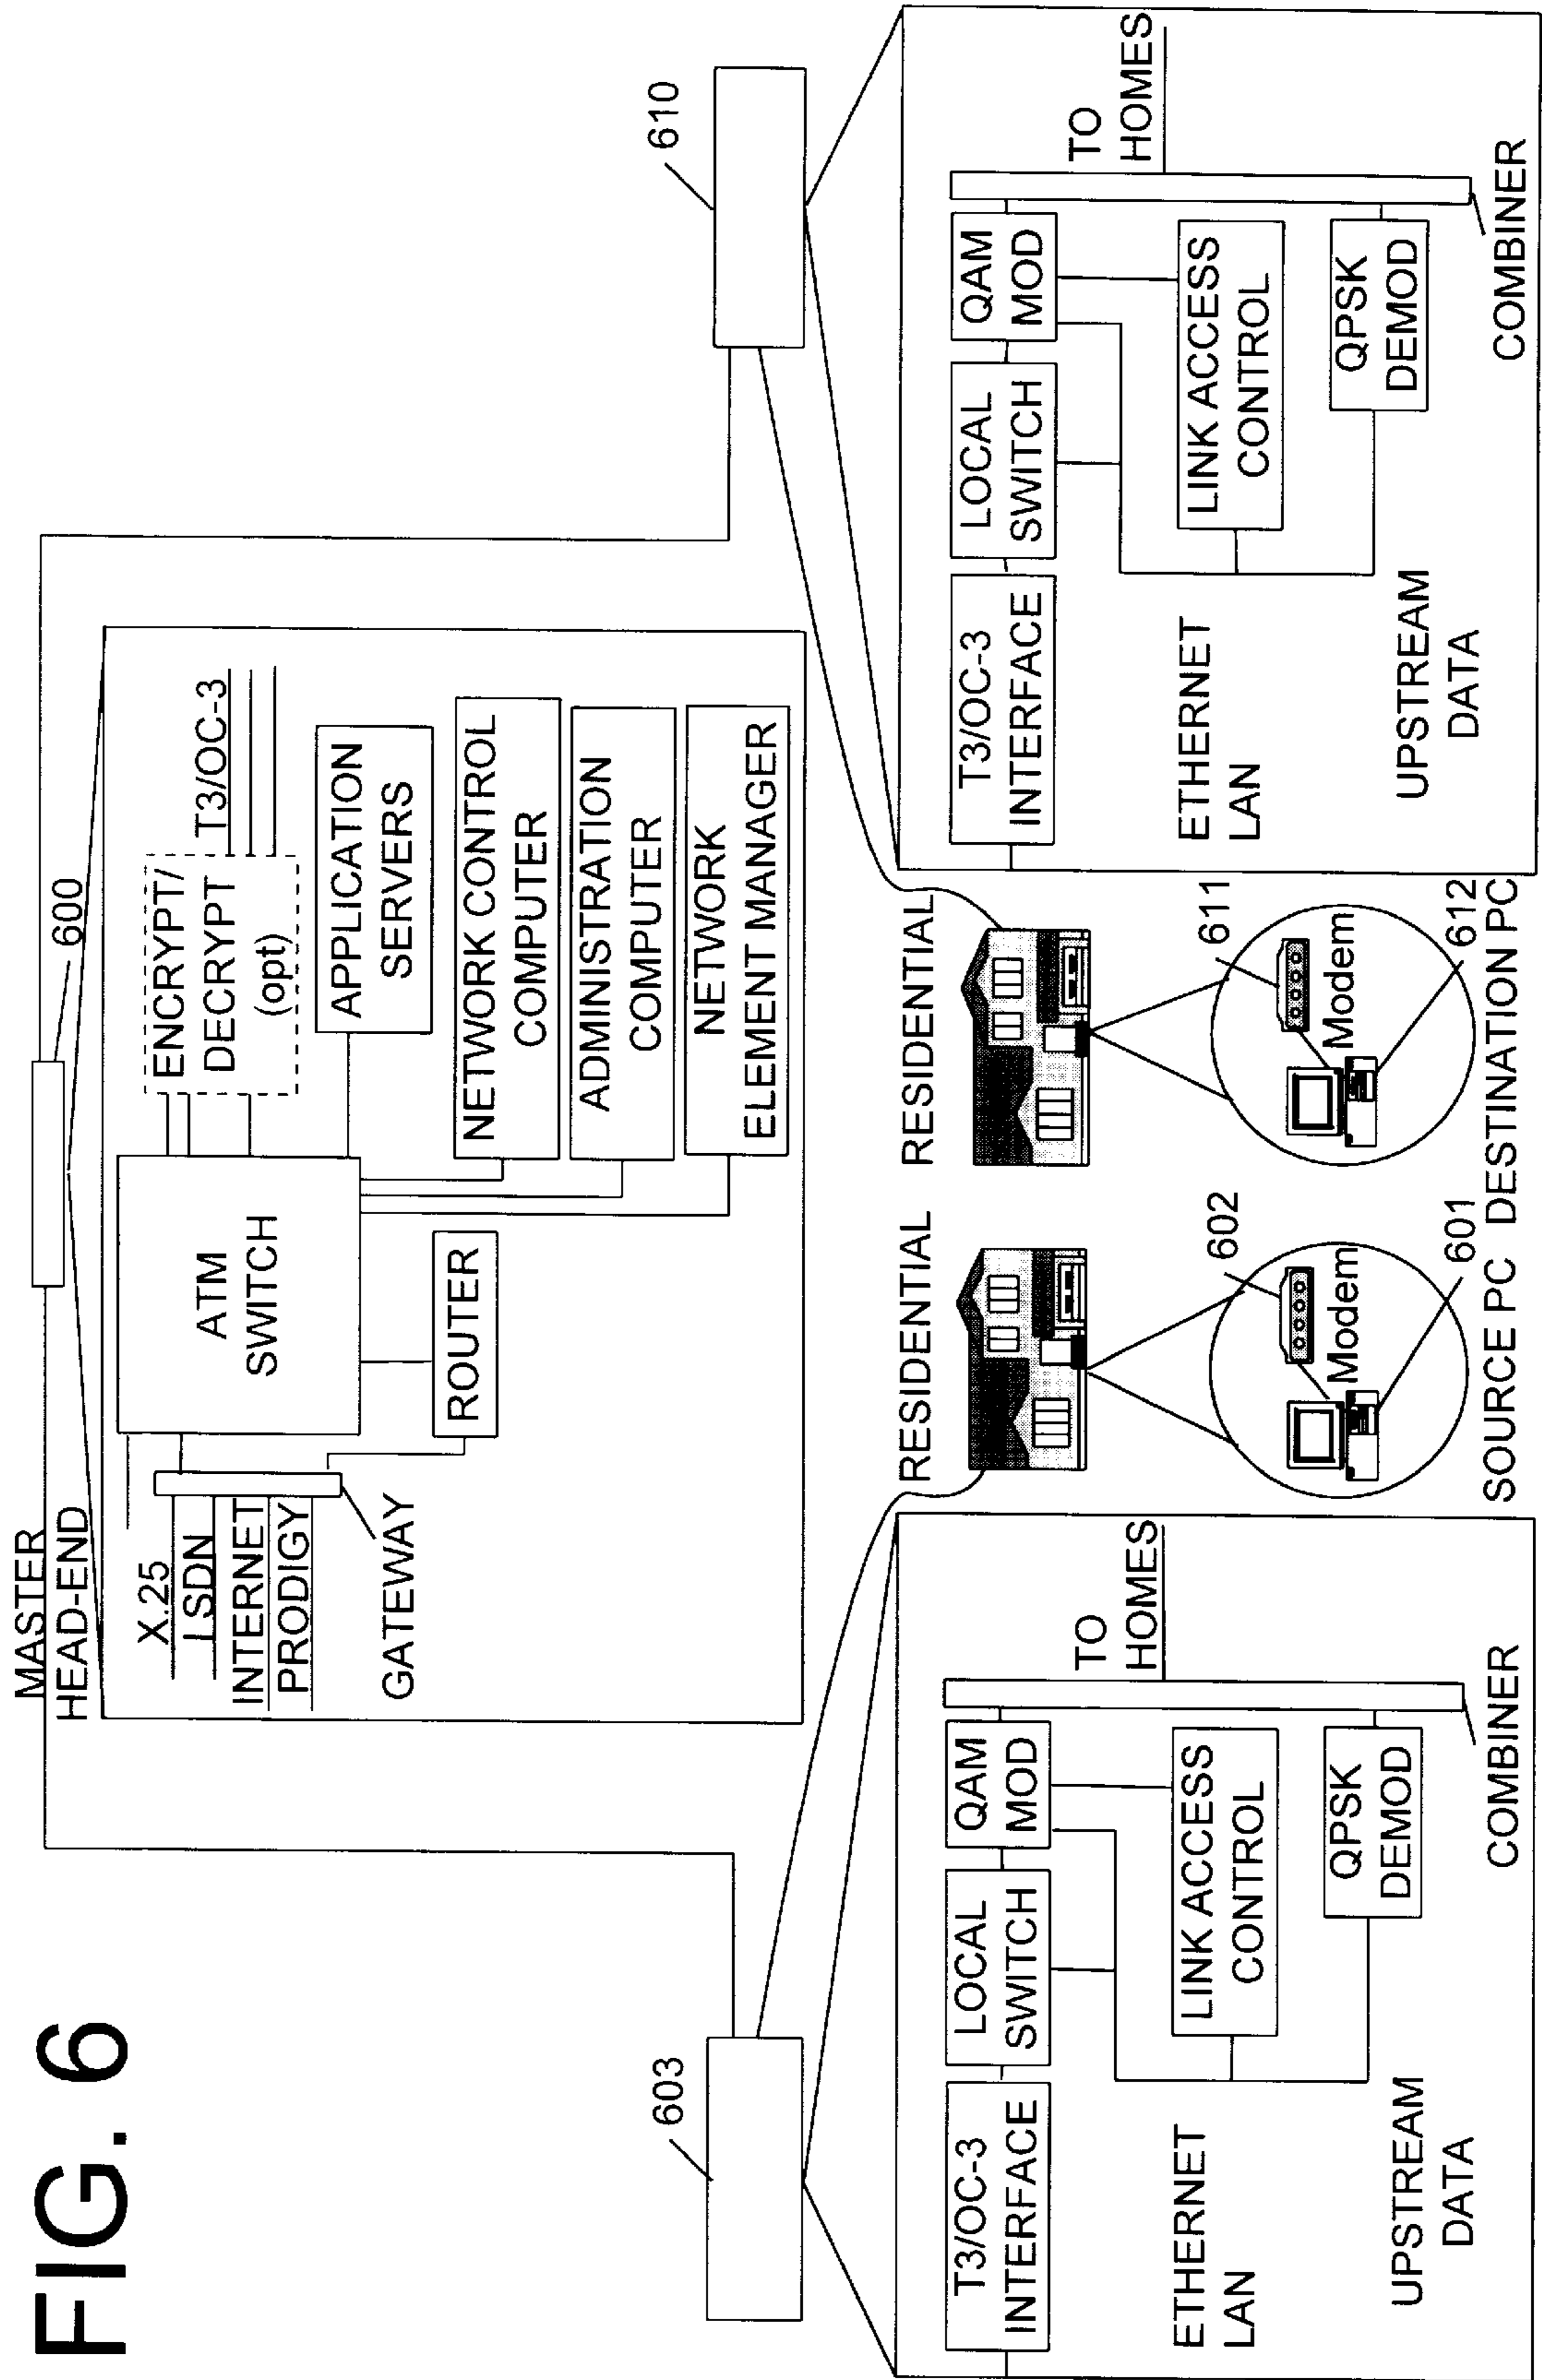 FIG. 6
MASTER
HEAD-END
600
X.25
LSDN
INTERNET
PRODIGY
GATEWAY
ATM
SWITCH
ROUTER
ENCRYPT/
DECRYPT
(opt)
T3/OC-3
APPLICATION
SERVERS
NETWORK CONTROL
COMPUTER
ADMINISTRATION
COMPUTER
NETWORK
ELEMENT MANAGER
603
610
T3/OC-3
INTERFACE
LOCAL
SWITCH
QAM
MOD
TO
HOMES
ETHERNET
LAN
LINK ACCESS
CONTROL
UPSTREAM
DATA
QPSK
DEMOD
COMBINER
RESIDENTIAL
602
Modem
601
SOURCE PC
RESIDENTIAL
611
Modem
612
DESTINATION PC
T3/OC-3
INTERFACE
LOCAL
SWITCH
QAM
MOD
TO
HOMES
ETHERNET
LAN
LINK ACCESS
CONTROL
UPSTREAM
DATA
QPSK
DEMOD
COMBINER